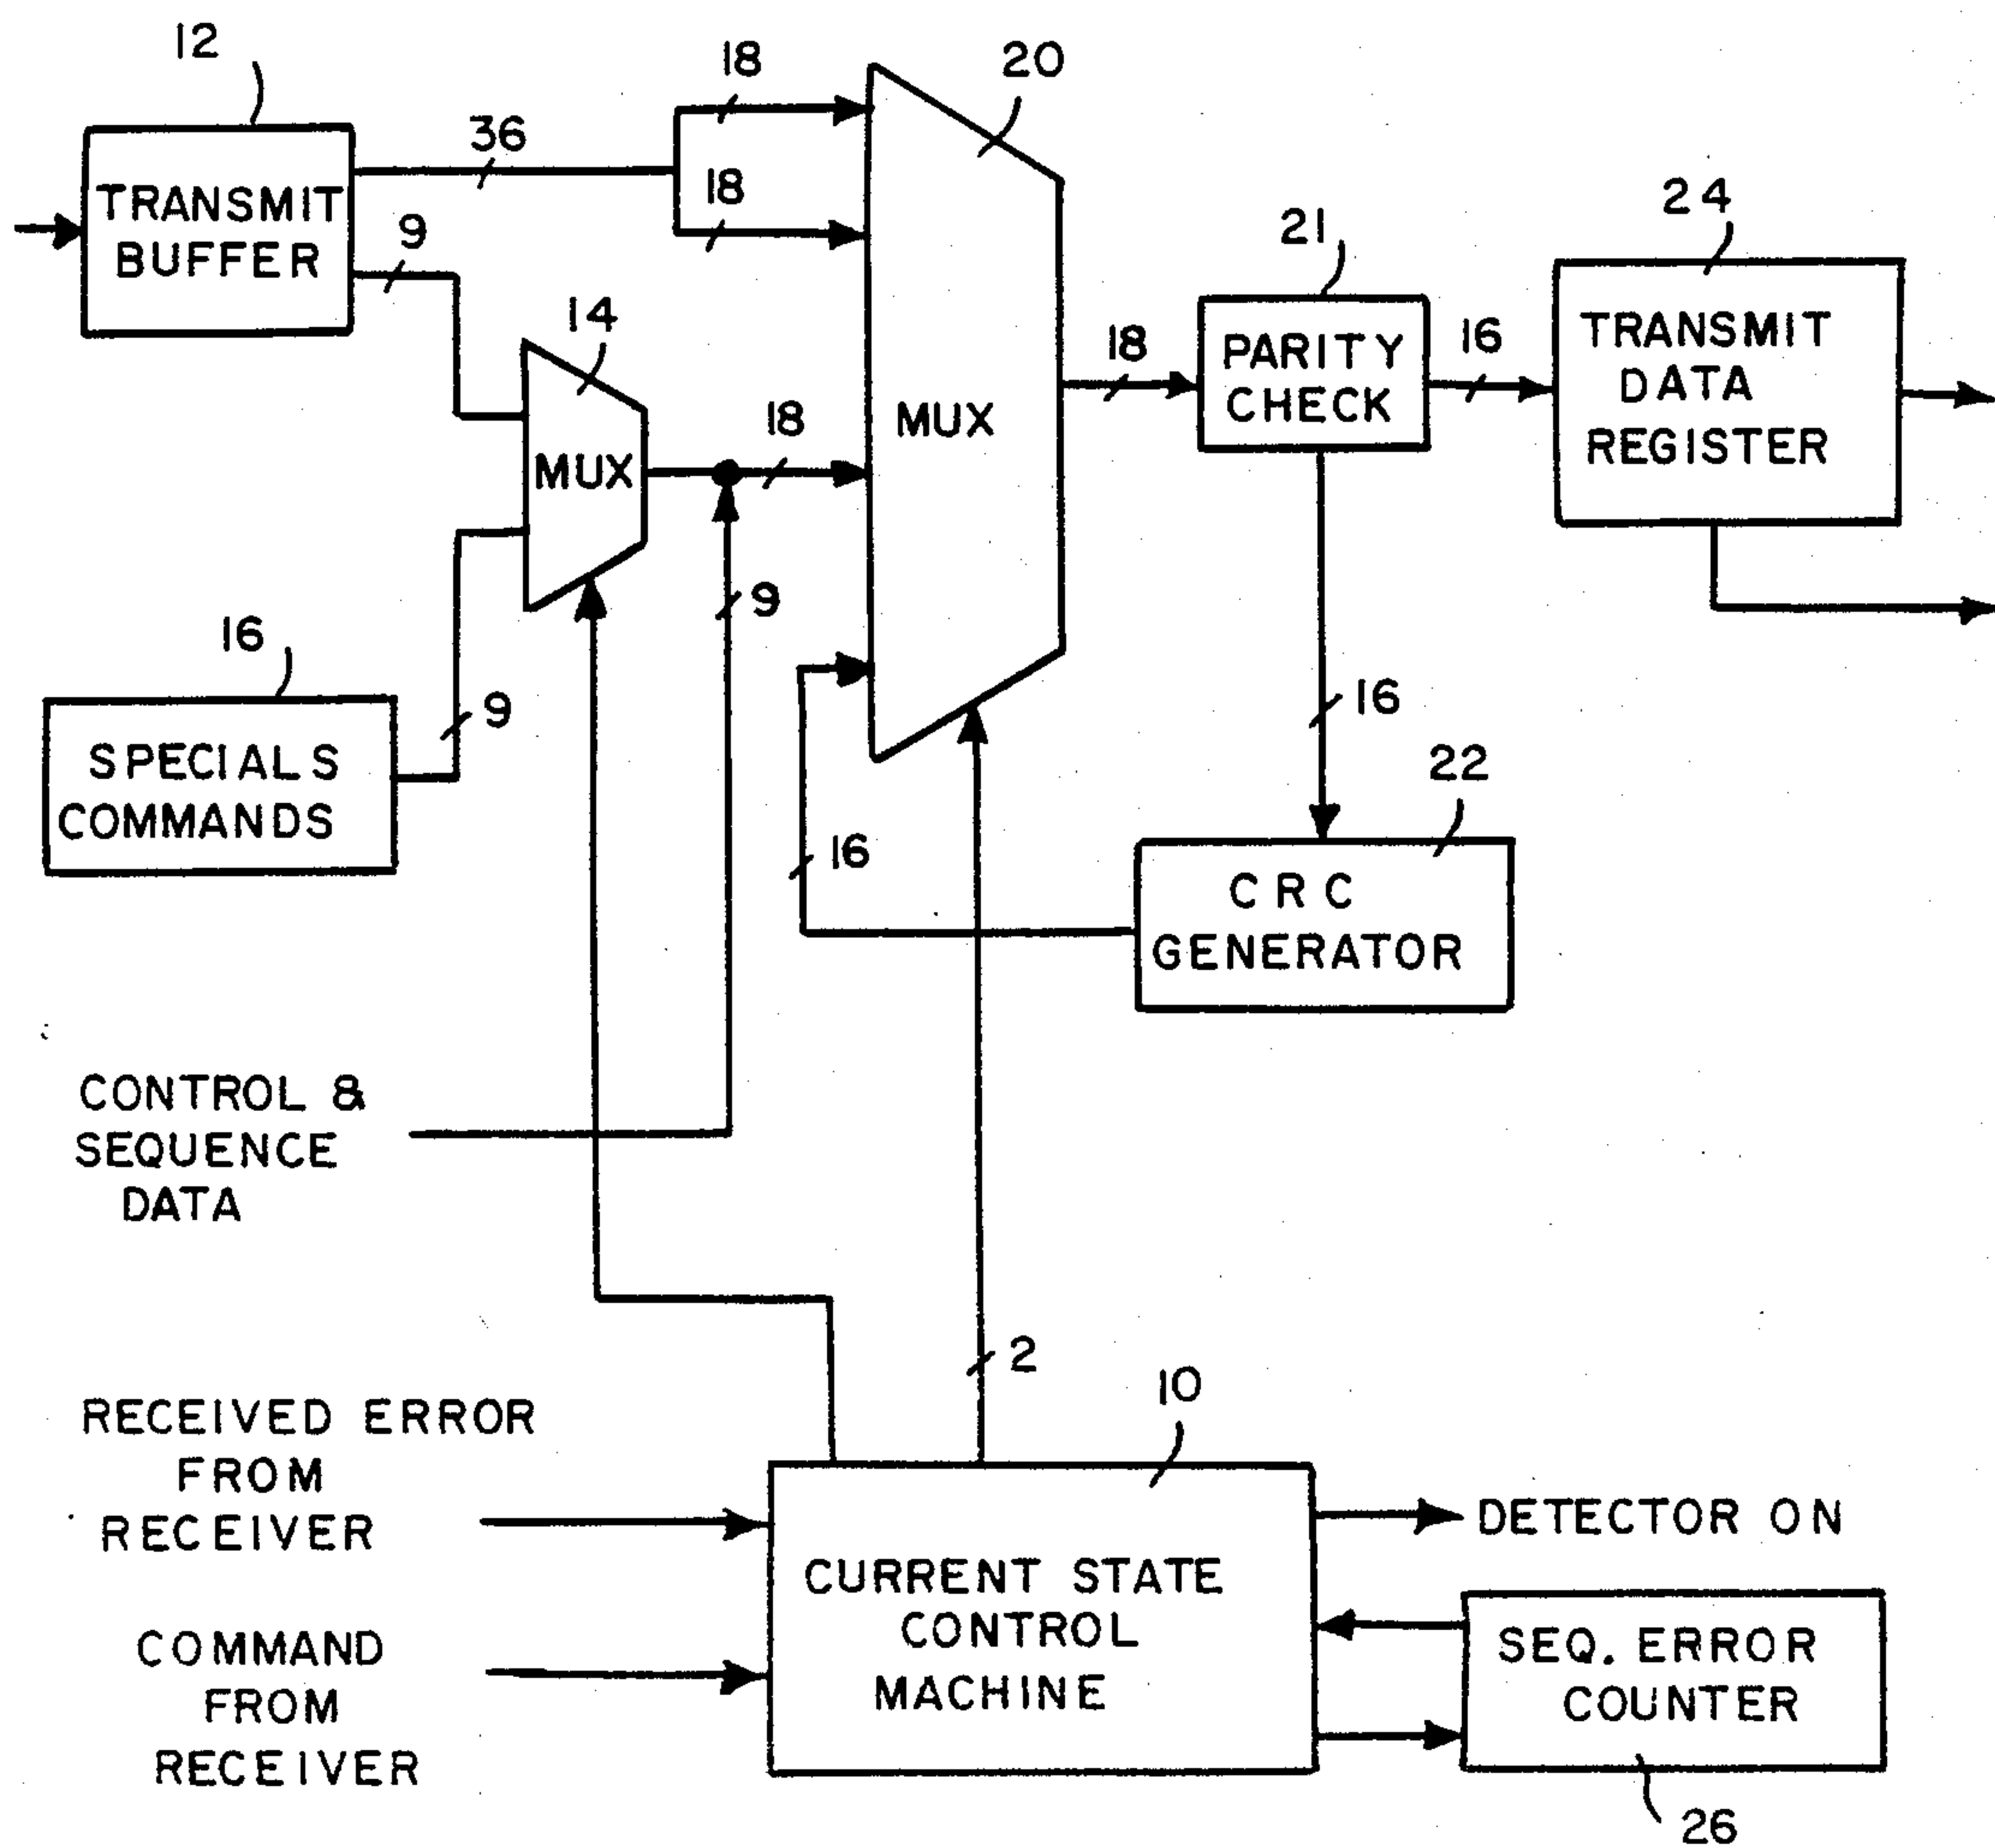 12
18
20
36
TRANSMIT
BUFFER
18
9
21
24
14
MUX
18
MUX
18
PARITY
CHECK
16
TRANSMIT
DATA
REGISTER
9
16
9
SPECIALS
COMMANDS
16
22
16
CRC
GENERATOR
CONTROL &
SEQUENCE
DATA
2
10
RECEIVED ERROR
FROM
RECEIVER
DETECTOR ON
CURRENT STATE
CONTROL
MACHINE
COMMAND
FROM
RECEIVER
SEQ. ERROR
COUNTER
26